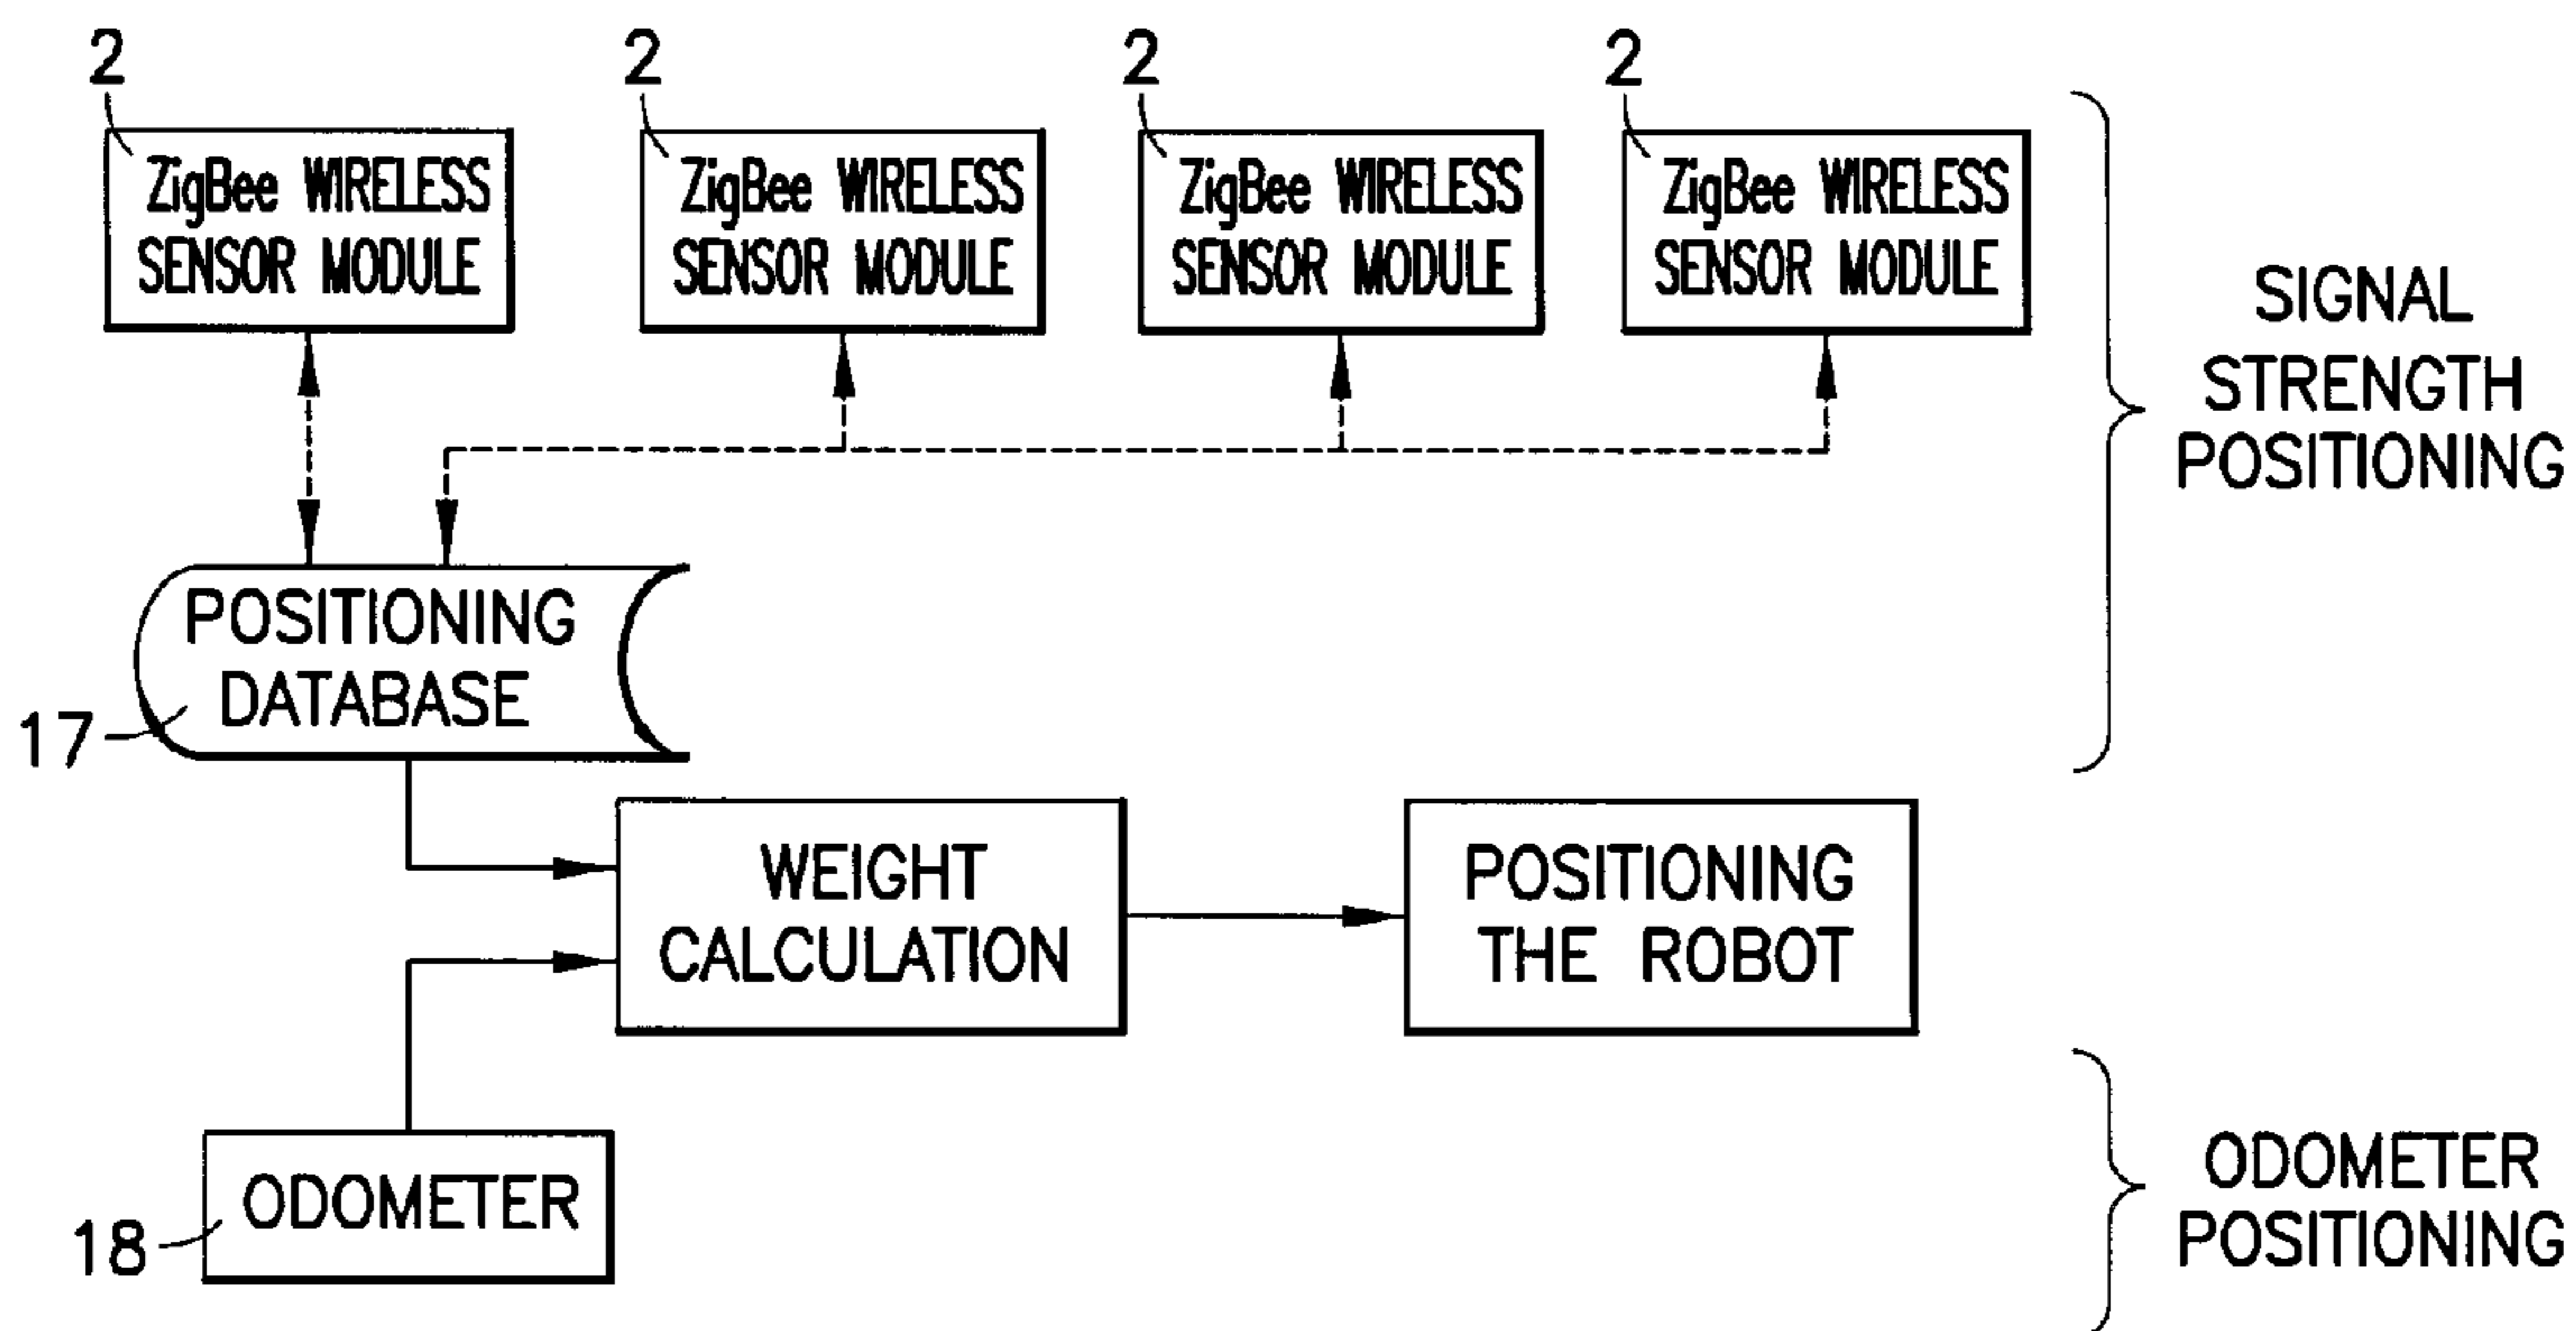 2
2
2
2
ZigBee WIRELESS
SENSOR MODULE
ZigBee WIRELESS
SENSOR MODULE
ZigBee WIRELESS
SENSOR MODULE
ZigBee WIRELESS
SENSOR MODULE
SIGNAL
STRENGTH
POSITIONING
POSITIONING
DATABASE
17
WEIGHT
CALCULATION
POSITIONING
THE ROBOT
ODOMETER
18
ODOMETER
POSITIONING